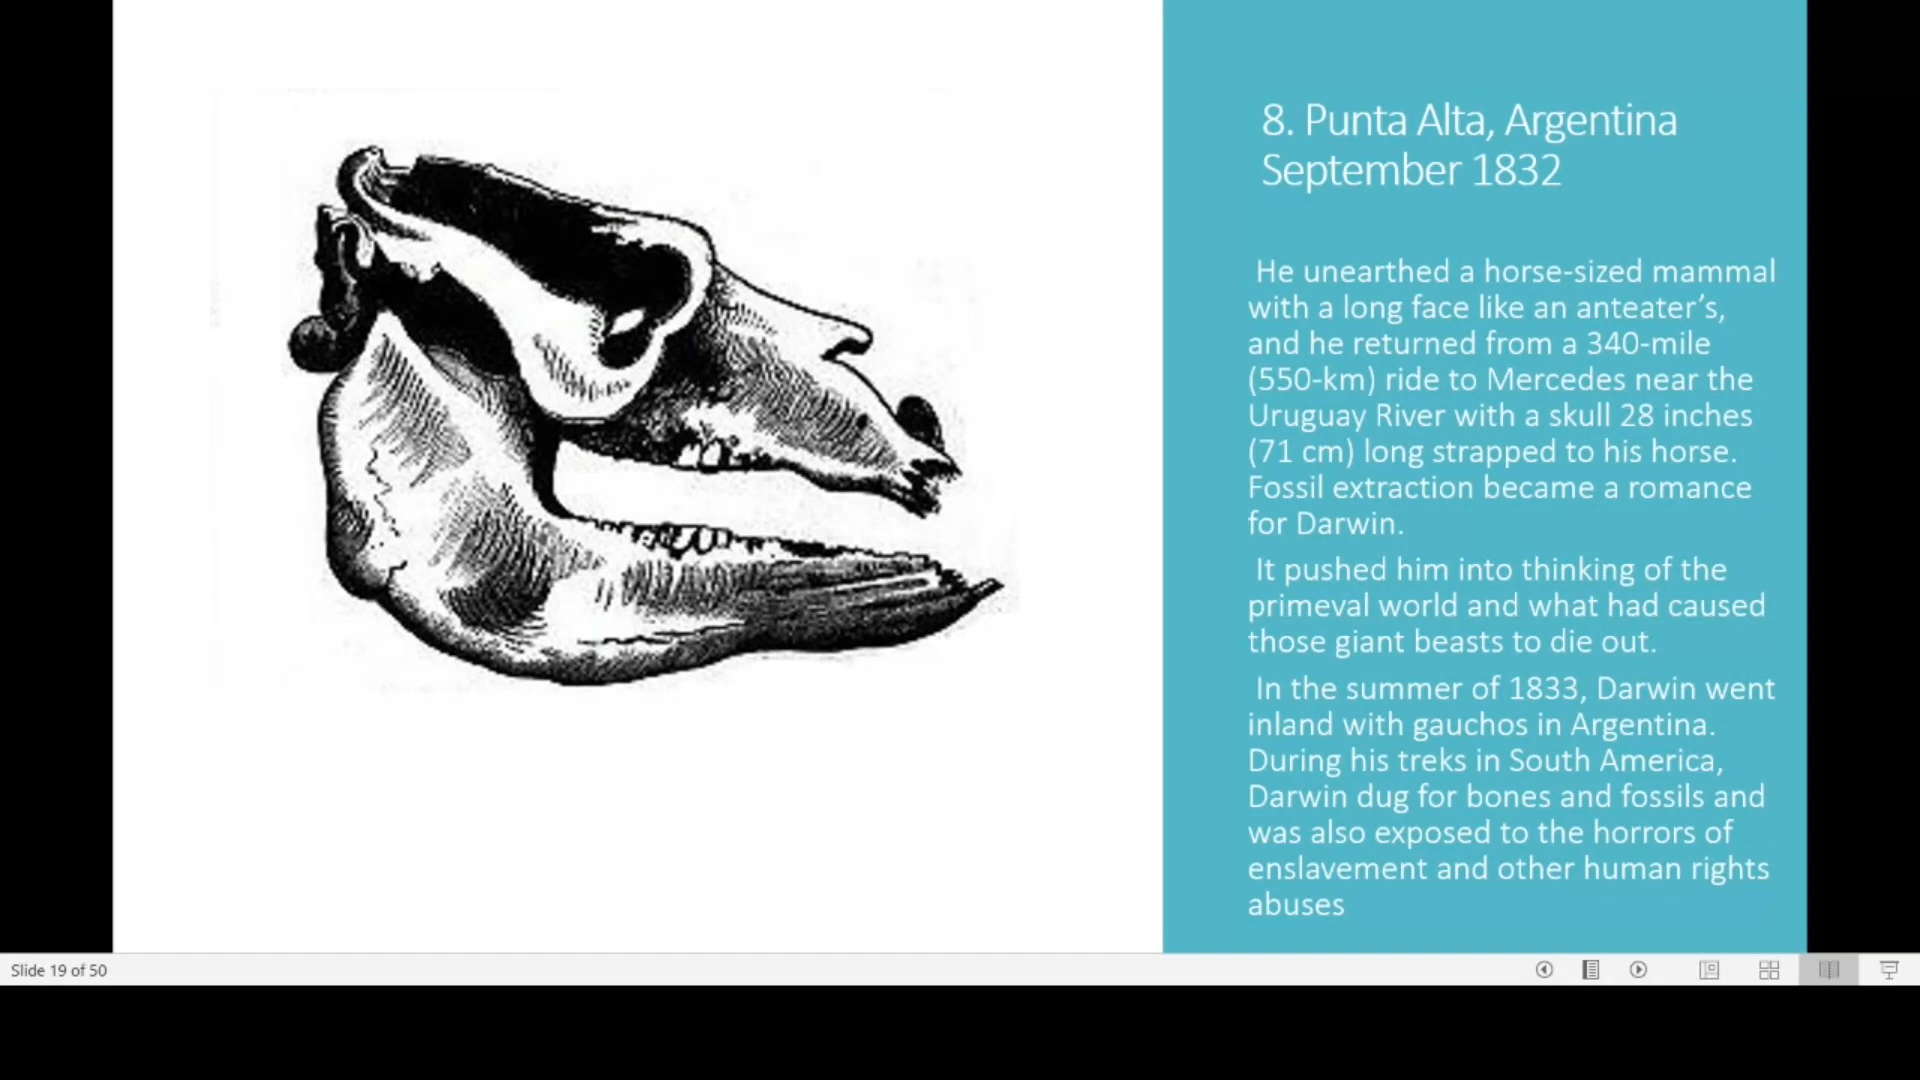 8. Punta Alta, Argentina
September 1832
He unearthed a horse-sized mammal
with a long face like an anteater’s,
and he returned from a 340-mile
(550-km) ride to Mercedes near the
Uruguay River with a skull 28 inches
(71 cm) long strapped to his horse.
Fossil extraction became a romance
for Darwin.
It pushed him into thinking of the
primeval world and what had caused
those giant beasts to die out.
In the summer of 1833, Darwin went
inland with gauchos in Argentina.
During his treks in South America,
Darwin dug for bones and fossils and
was also exposed to the horrors of
enslavement and other human rights
abuses
Slide 19 of 50